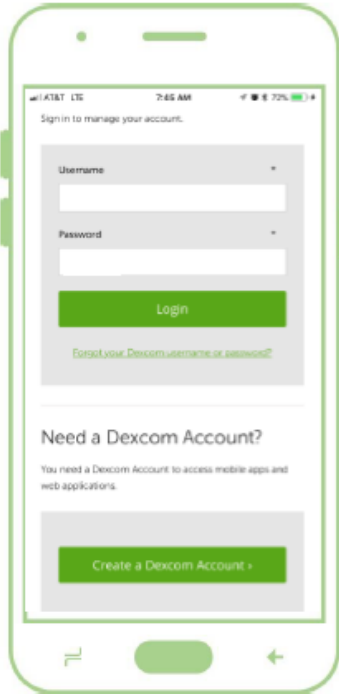 AT&T LTE 7:45 AM 72%
Sign in to manage your account.
Username
Password
Login
Forgot your Dexcom username or password?
Need a Dexcom Account?
You need a Dexcom Account to access mobile apps and
web applications.
Create a Dexcom Account ›